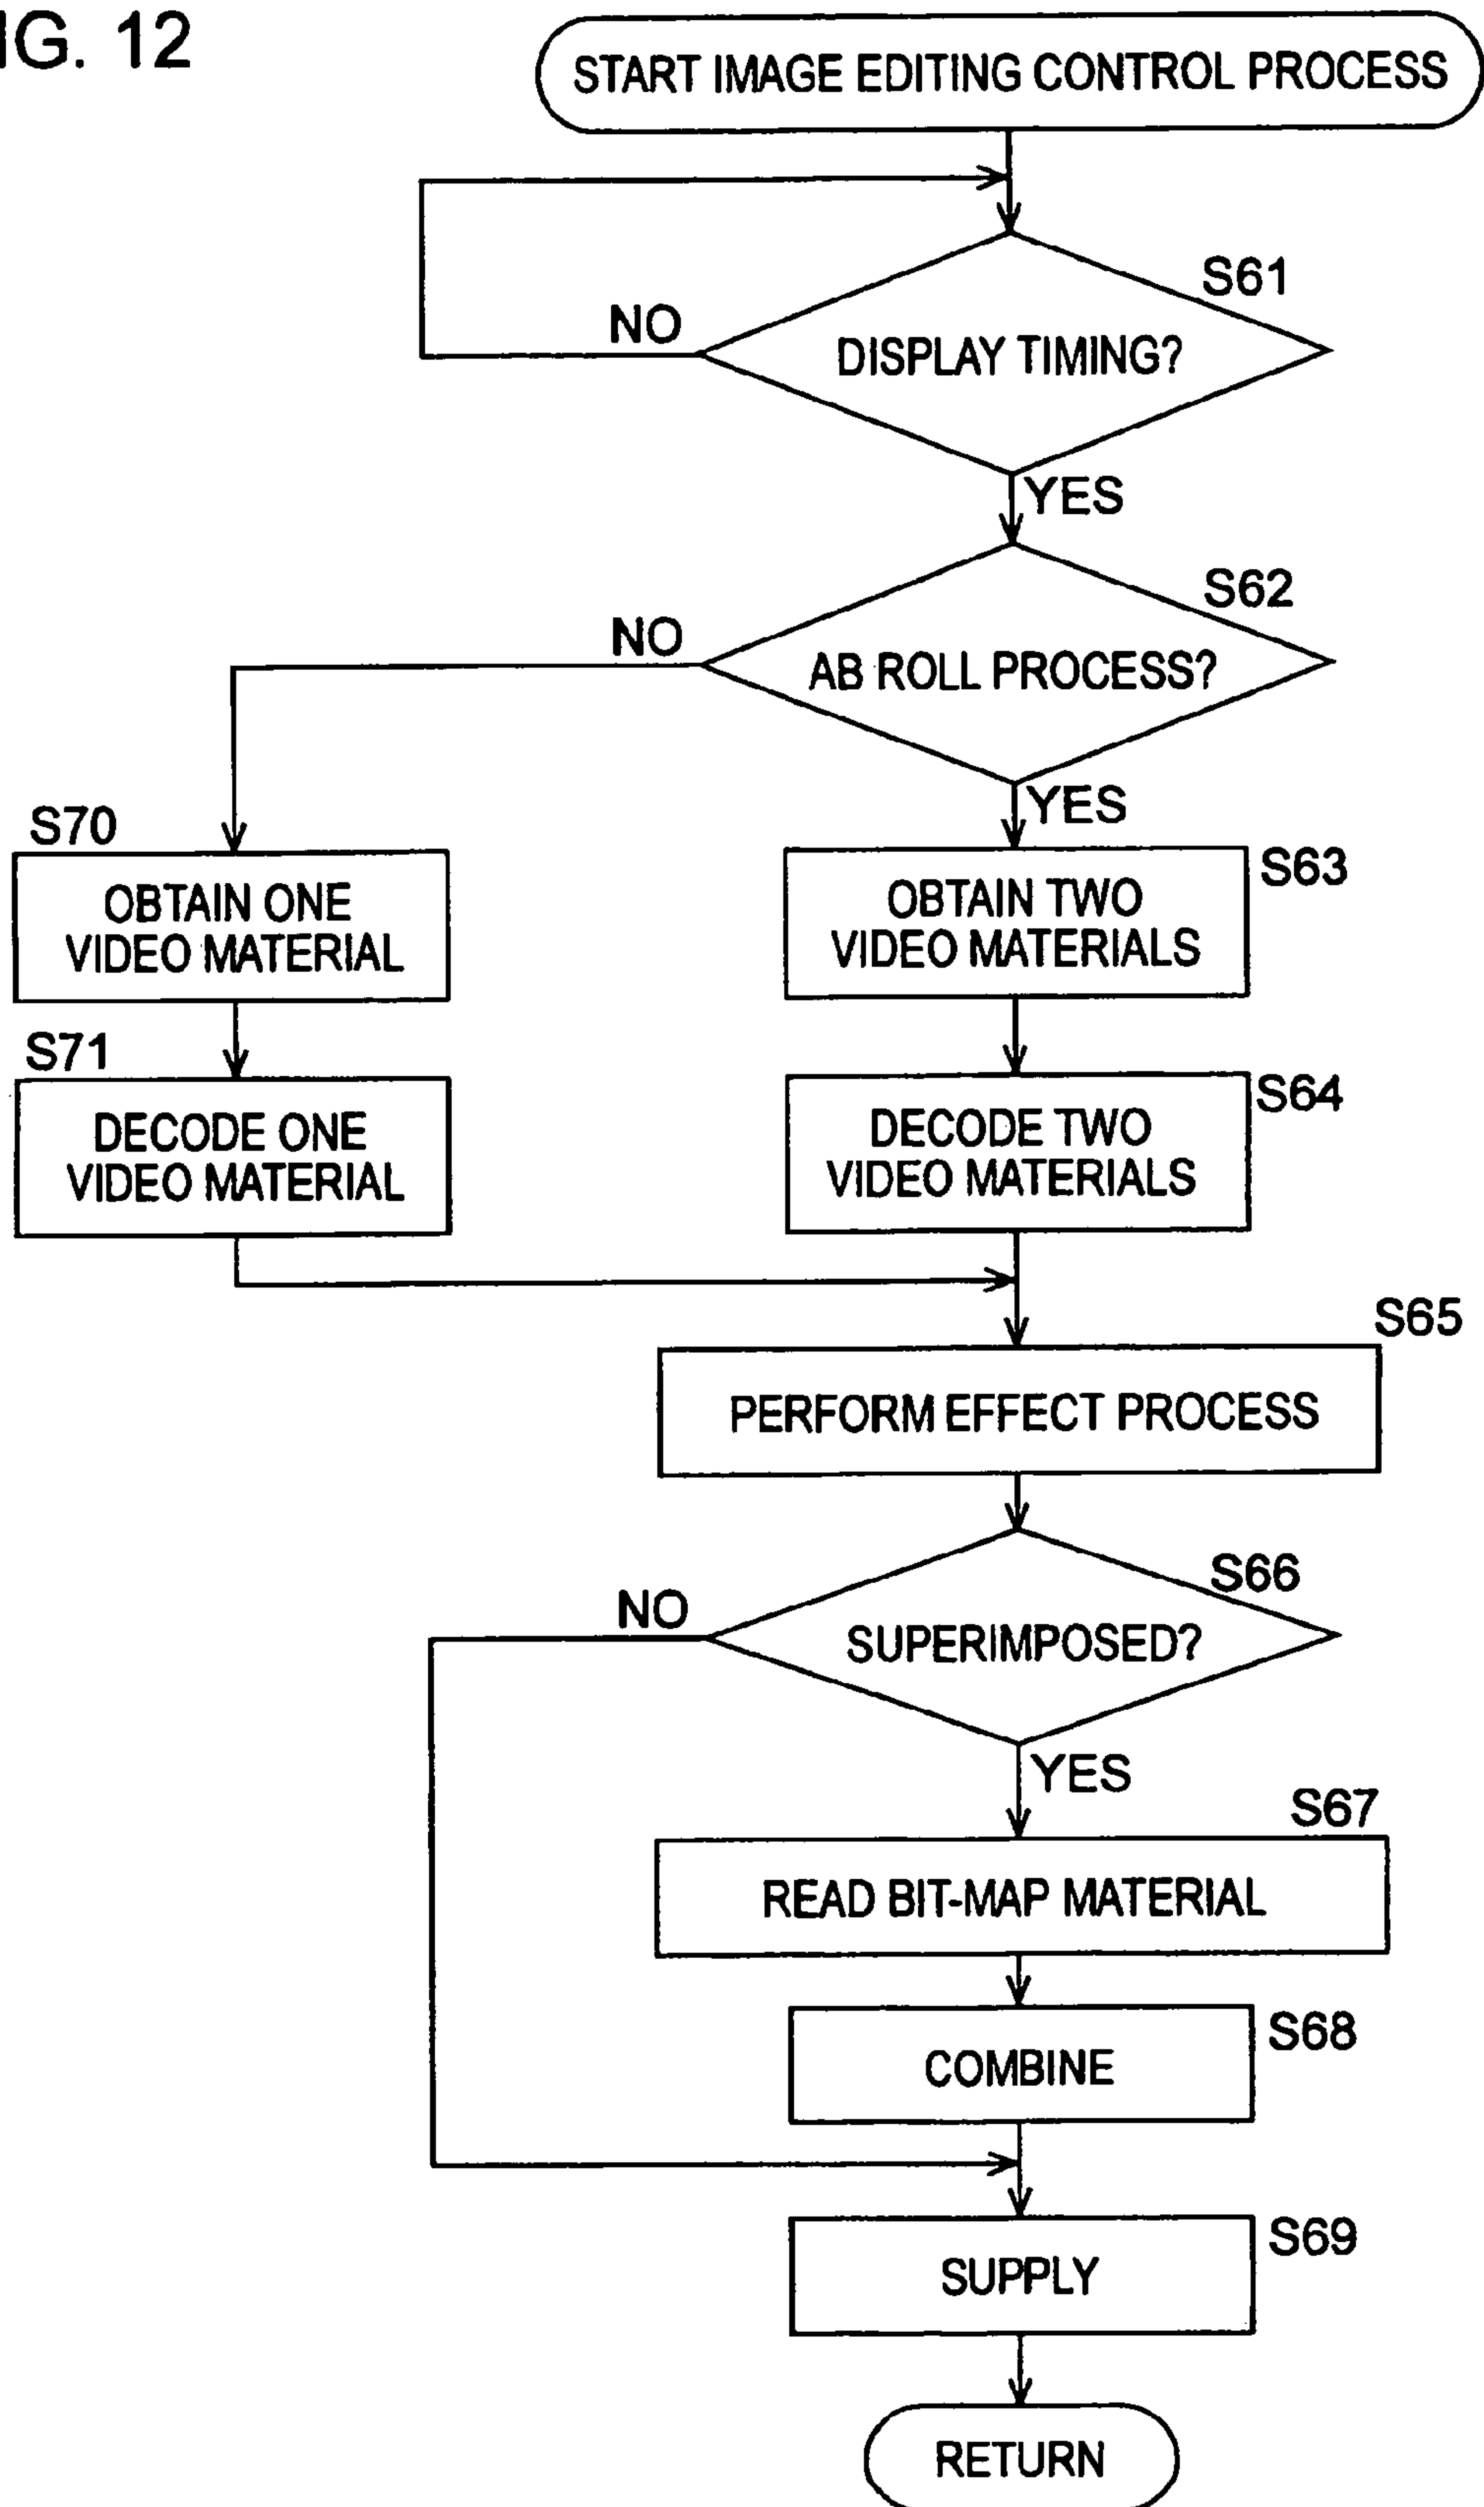 IG. 12
START IMAGE EDITING CONTROL PROCESS
S61
NO
DISPLAY TIMING?
YES
S62
NO
AB ROLL PROCESS?
YES
S70
OBTAIN ONE
VIDEO MATERIAL
S63
OBTAIN TWO
VIDEO MATERIALS
S71
DECODE ONE
VIDEO MATERIAL
S64
DECODE TWO
VIDEO MATERIALS
S65
PERFORM EFFECT PROCESS
S66
NO
SUPERIMPOSED?
YES
S67
READ BIT-MAP MATERIAL
S68
COMBINE
S69
SUPPLY
RETURN